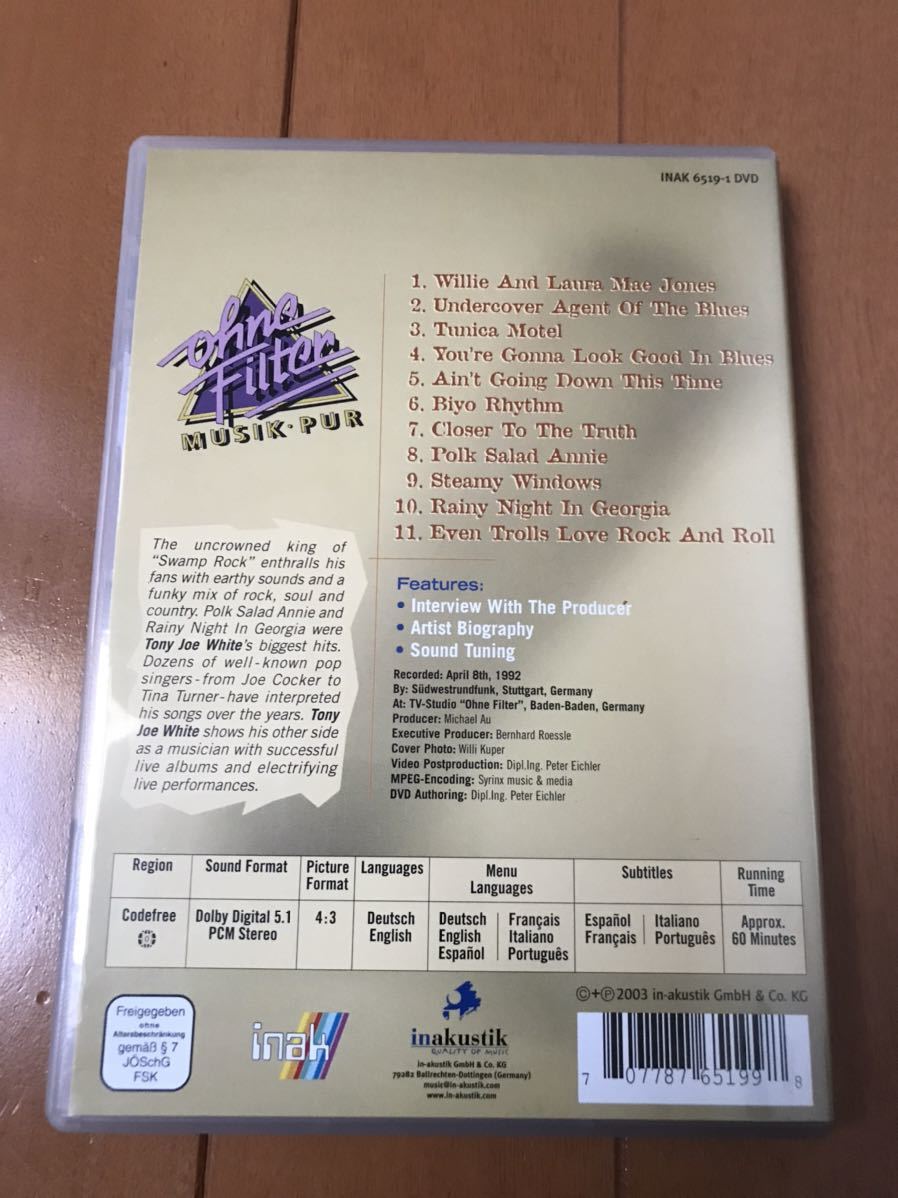 INAK 6519-1 DVD
ohne
Filter
MUSIK·PUR
1. Willie And Laura Mae Jones
2. Undercover Agent Of The Blues
3. Tunica Motel
4. You're Gonna Look Good In Blues
5. Ain't Going Down This Time
6. Biyo Rhythm
7. Closer To The Truth
8. Polk Salad Annie
9. Steamy Windows
10. Rainy Night In Georgia
11. Even Trolls Love Rock And Roll
The uncrowned king of
"Swamp Rock" enthralls his
fans with earthy sounds and a
funky mix of rock, soul and
country. Polk Salad Annie and
Rainy Night In Georgia were
Tony Joe White's biggest hits.
Dozens of well-known pop
singers-from Joe Cocker to
Tina Turner-have interpreted
his songs over the years. Tony
Joe White shows his other side
as a musician with successful
live albums and electrifying
live performances.
Features:
• Interview With The Producer
• Artist Biography
• Sound Tuning
Recorded: April 8th, 1992
By: Südwestrundfunk, Stuttgart, Germany
At: TV-Studio "Ohne Filter", Baden-Baden, Germany
Producer: Michael Au
Executive Producer: Bernhard Roessle
Cover Photo: Willi Kuper
Video Postproduction: Dipl.Ing. Peter Eichler
MPEG-Encoding: Syrinx music & media
DVD Authoring: Dipl.Ing. Peter Eichler
Region
Codefree
0
Sound Format
Dolby Digital 5.1
PCM Stereo
Picture
Format
4:3
Languages
Deutsch
English
Menu
Languages
Deutsch
English
Español
Français
Italiano
Português
Subtitles
Español
Français
Italiano
Português
Running
Time
Approx.
60 Minutes
Freigegeben
ohne
Altersbeschränkung
gemäß § 7
JÖSchG
FSK
inak
inakustik
QUALITY OF MUSIC
in-akustik GmbH & Co. KG
79282 Ballrechten-Dottingen (Germany)
music@in-akustik.com
www.in-akustik.com
©+℗ 2003 in-akustik GmbH & Co. KG
7 07787 65199 8